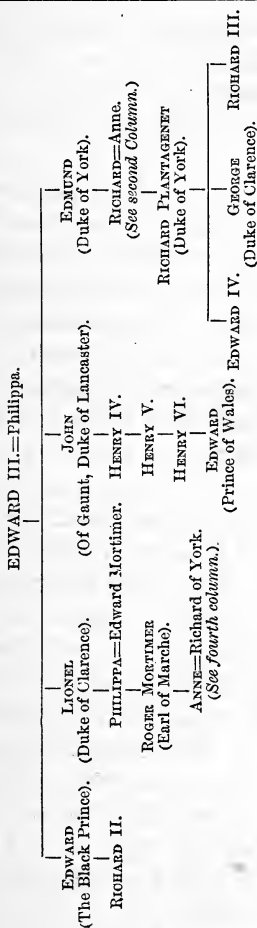 EDWARD III.=Philippa.
EDWARD
(The Black Prince).
RICHARD II.
LIONEL
(Duke of Clarence).
PHILIPPA=Edward Mortimer.
ROGER MORTIMER
(Earl of Marche).
ANNE=Richard of York.
(See fourth column.)
JOHN
(Of Gaunt, Duke of Lancaster).
HENRY IV.
HENRY V.
HENRY VI.
EDWARD
(Prince of Wales).
EDMUND
(Duke of York).
RICHARD=Anne.
(See second Column.)
RICHARD PLANTAGENET
(Duke of York).
EDWARD IV.
GEORGE
(Duke of Clarence).
RICHARD III.